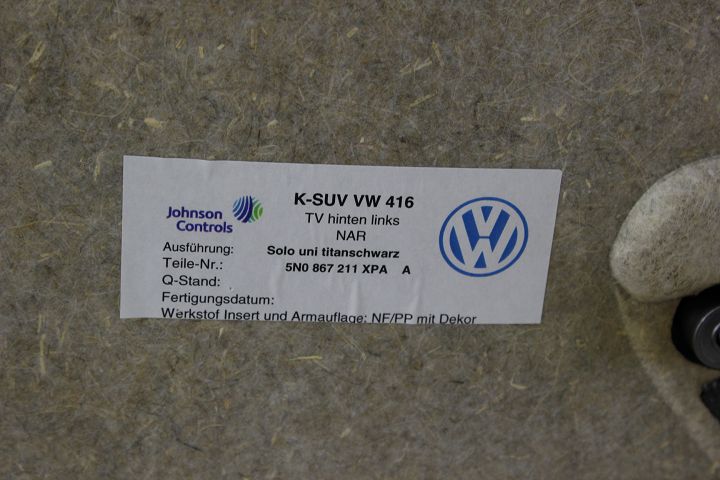 Johnson
Controls
K-SUV VW 416
TV hinten links
NAR
Ausführung: Solo uni titanschwarz
Teile-Nr.: 5N0 867 211 XPA A
Q-Stand:
Fertigungsdatum:
Werkstof Insert und Armauflage: NF/PP mit Dekor
VW